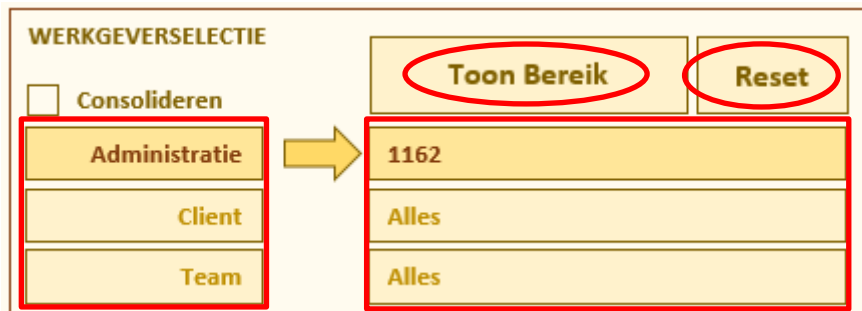 WERKGEVERSELECTIE
Toon Bereik
Reset
Consolideren
Administratie
1162
Client
Alles
Team
Alles